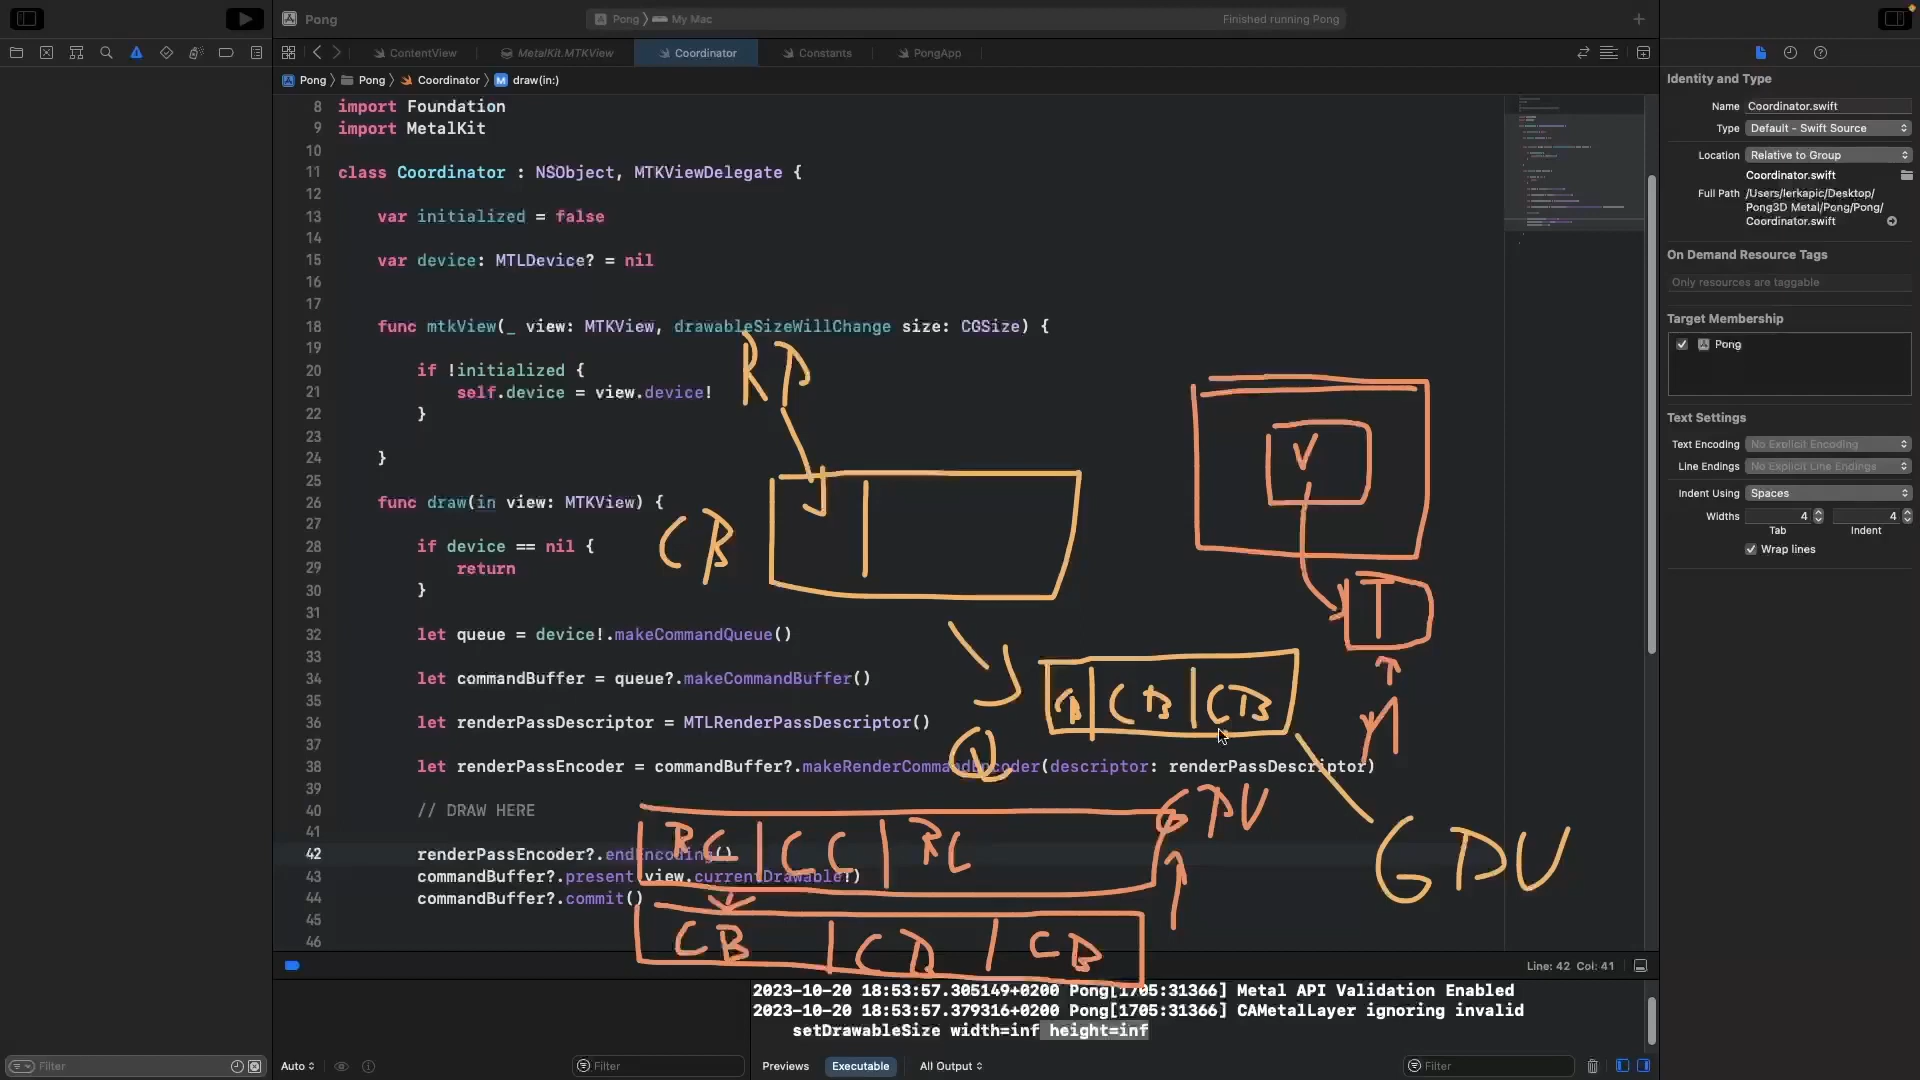 Pong
Pong
My Mac
Finished running Pong
ContentView
MetalKit.MTKView
Coordinator
Constants
PongApp
Pong
Pong
Coordinator
M draw(in:)
8 import Foundation
9 import MetalKit
10
11 class Coordinator : NSObject, MTKViewDelegate {
12
13 var initialized = false
14
15 var device: MTLDevice? = nil
16
17
18 func mtkView(_ view: MTKView, drawableSizeWillChange size: CGSize) {
19
20 if !initialized {
21 self.device = view.device!
22 }
23
24 }
25
26 func draw(in view: MTKView) {
27
28 if device == nil {
29 return
30 }
31
32 let queue = device!.makeCommandQueue()
33
34 let commandBuffer = queue?.makeCommandBuffer()
35
36 let renderPassDescriptor = MTLRenderPassDescriptor()
37
38 let renderPassEncoder = commandBuffer?.makeRenderCommandEncoder(descriptor: renderPassDescriptor)
39
40 // DRAW HERE
41
42 renderPassEncoder?.endEncoding()
43 commandBuffer?.present(view.currentDrawable!)
44 commandBuffer?.commit()
45
46
RP
CB
V
T
CB CB
GPU
RC CC RC
GPU
CB CB CB
Line: 42 Col: 41
2023-10-20 18:53:57.305149+0200 Pong[1705:31366] Metal API Validation Enabled
2023-10-20 18:53:57.379316+0200 Pong[1705:31366] CAMetalLayer ignoring invalid
setDrawableSize width=inf height=inf
Filter
Auto
Filter
Previews
Executable
All Output
Filter
Identity and Type
Name Coordinator.swift
Type Default - Swift Source
Location Relative to Group
Coordinator.swift
Full Path /Users/lerkapic/Desktop/
Pong3D Metal/Pong/Pong/
Coordinator.swift
On Demand Resource Tags
Only resources are taggable
Target Membership
Pong
Text Settings
Text Encoding No Explicit Encoding
Line Endings No Explicit Line Endings
Indent Using Spaces
Widths 4 4
Tab Indent
Wrap lines